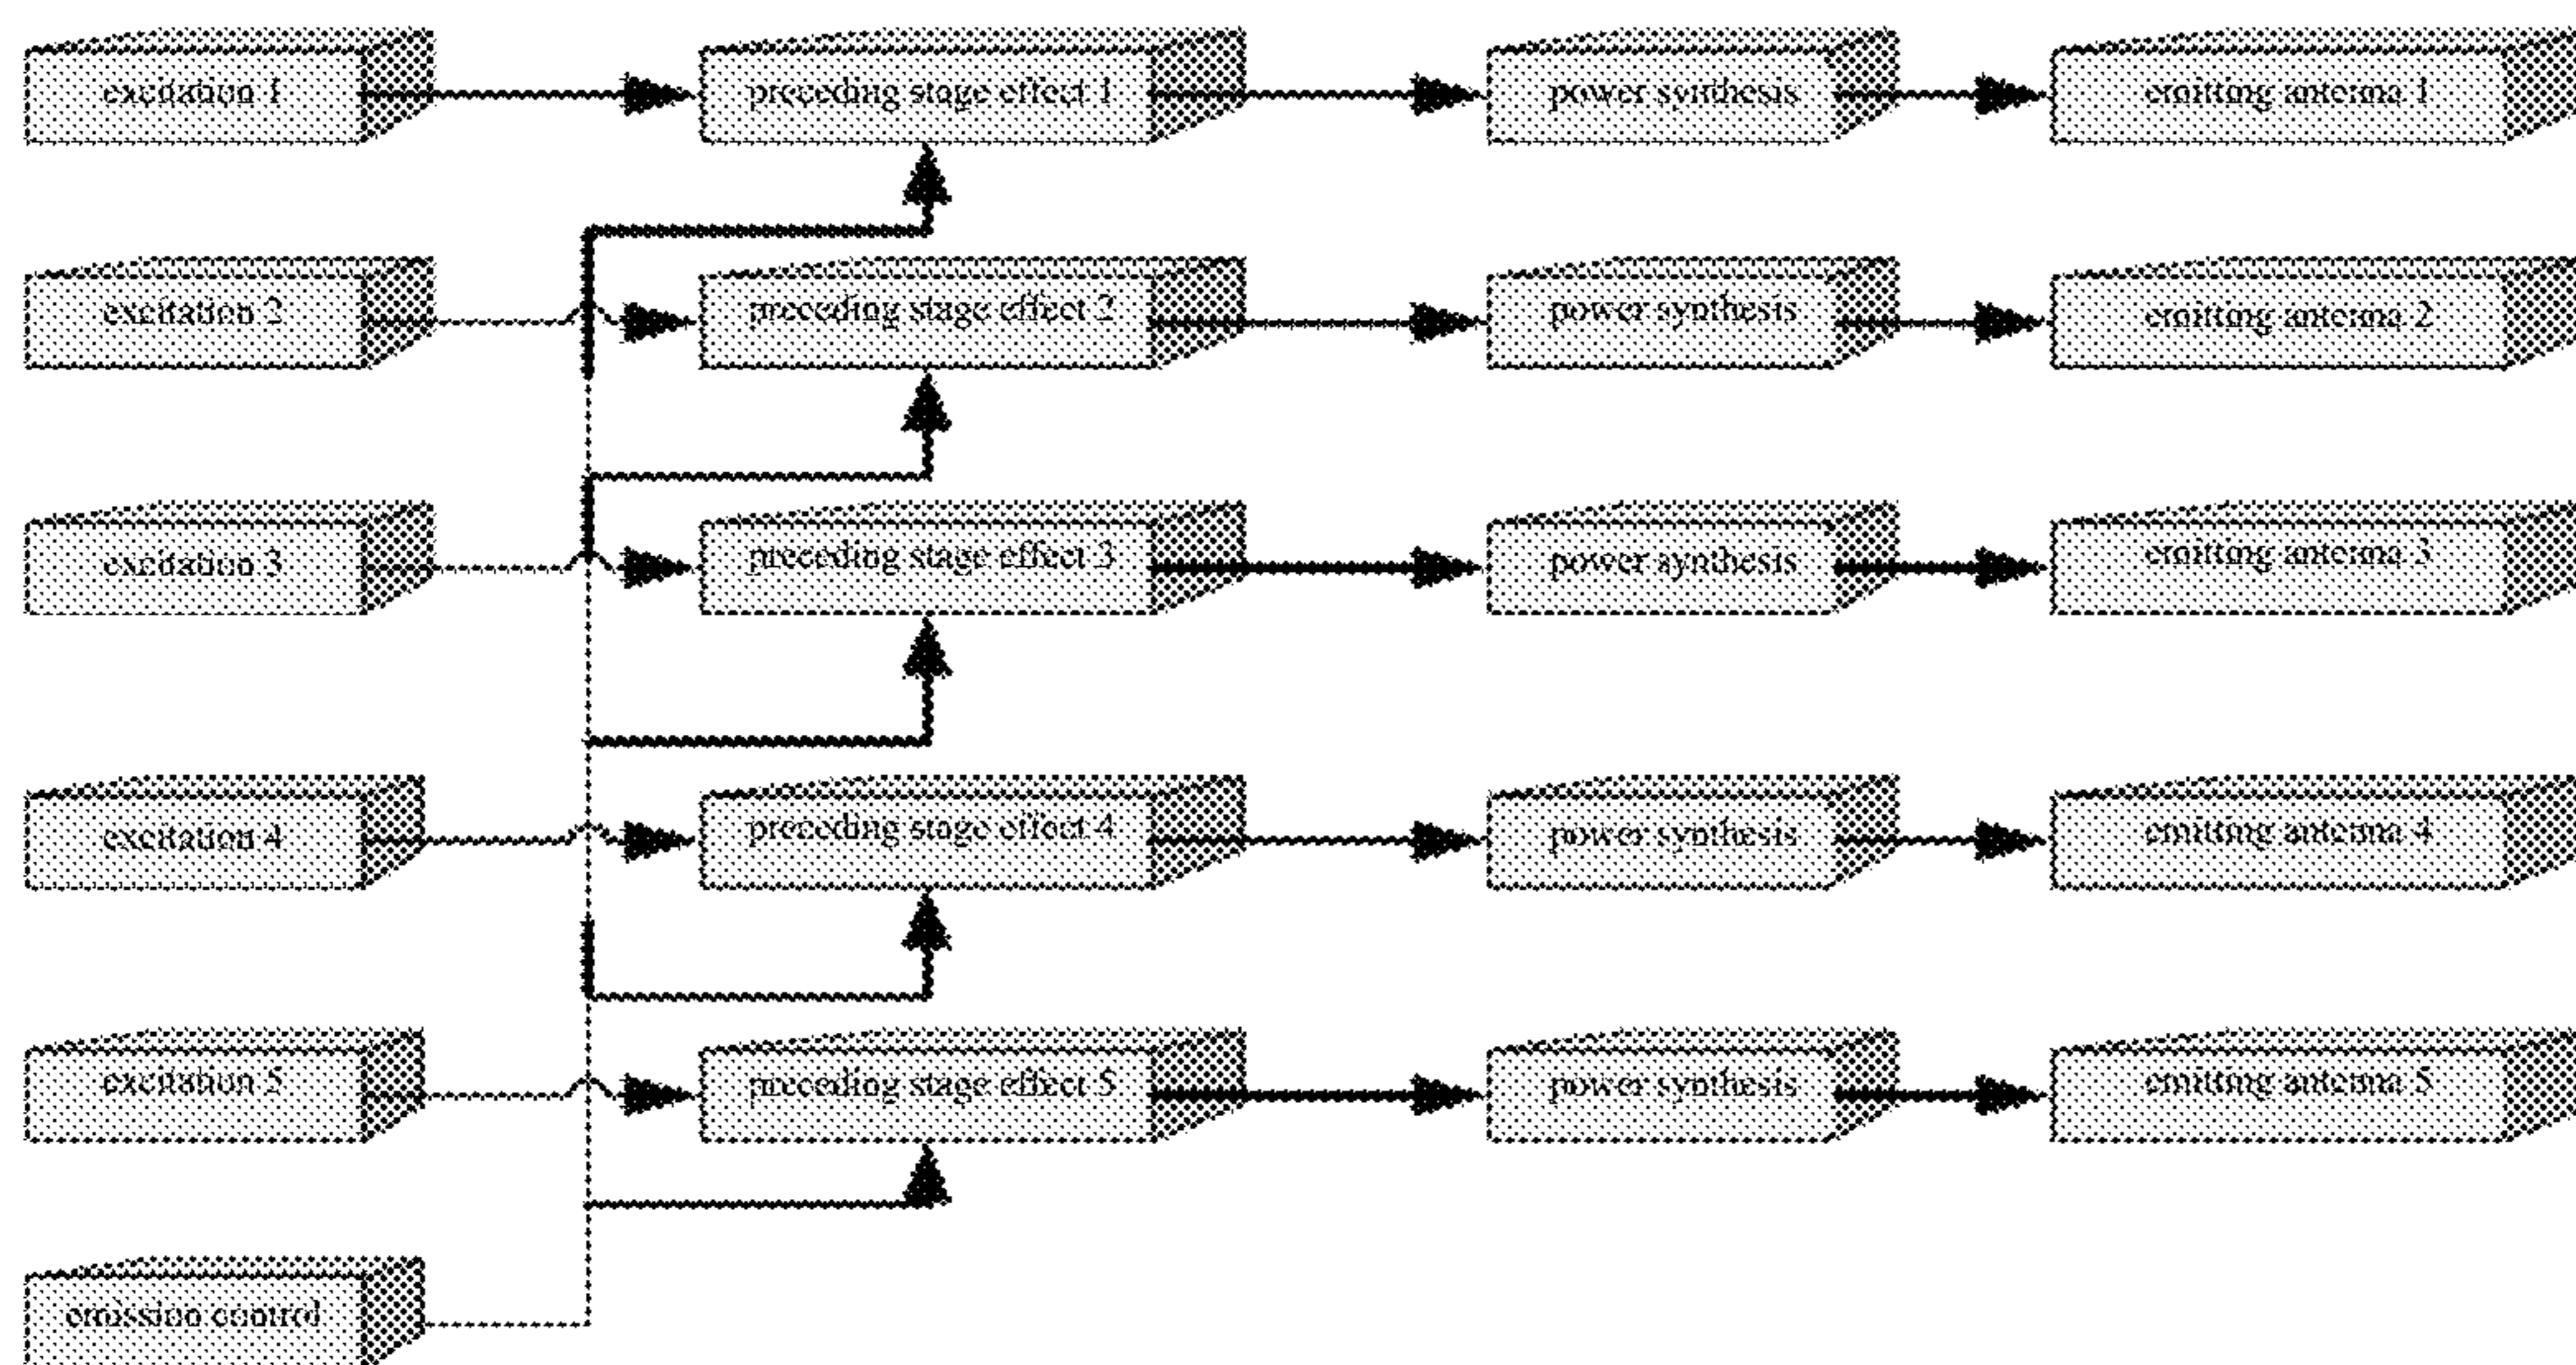 excitation 1 preceding stage effect 1 power synthesis emitting antenna 1
excitation 2 preceding stage effect 2 power synthesis emitting antenna 2
excitation 3 preceding stage effect 3 power synthesis emitting antenna 3
excitation 4 preceding stage effect 4 power synthesis emitting antenna 4
excitation 5 preceding stage effect 5 power synthesis emitting antenna 5
emission control